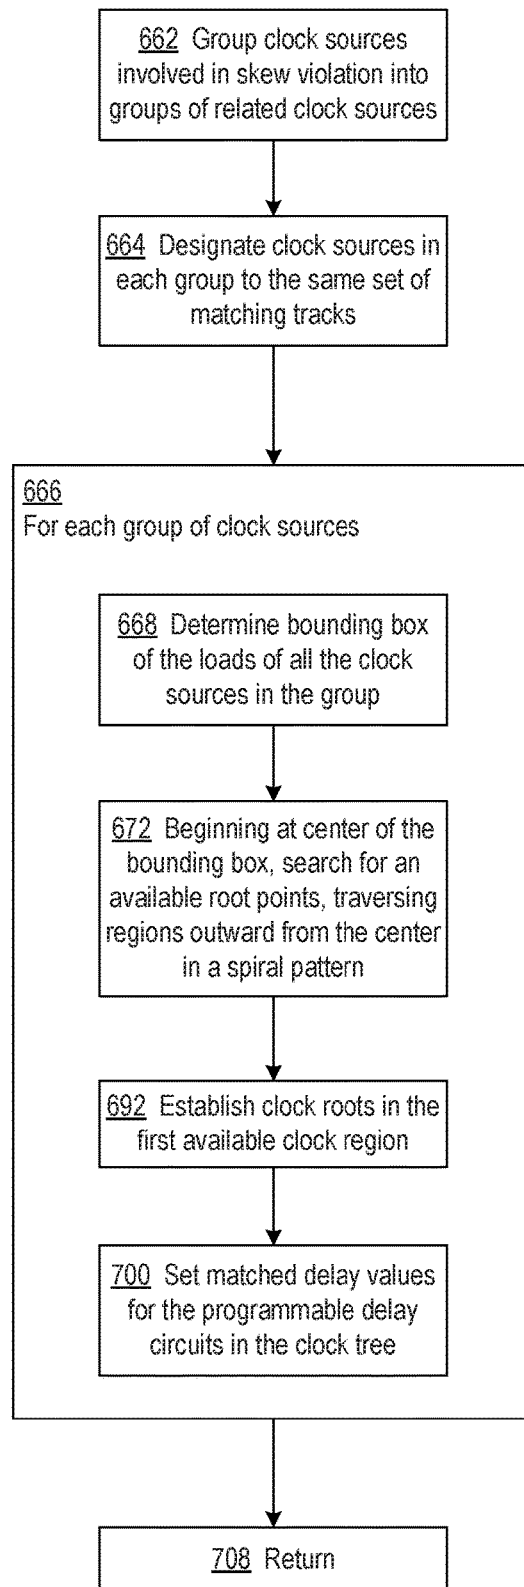 662 Group clock sources
involved in skew violation into
groups of related clock sources
664 Designate clock sources in
each group to the same set of
matching tracks
666
For each group of clock sources
668 Determine bounding box
of the loads of all the clock
sources in the group
672 Beginning at center of the
bounding box, search for an
available root points, traversing
regions outward from the center
in a spiral pattern
692 Establish clock roots in the
first available clock region
700 Set matched delay values
for the programmable delay
circuits in the clock tree
708 Return